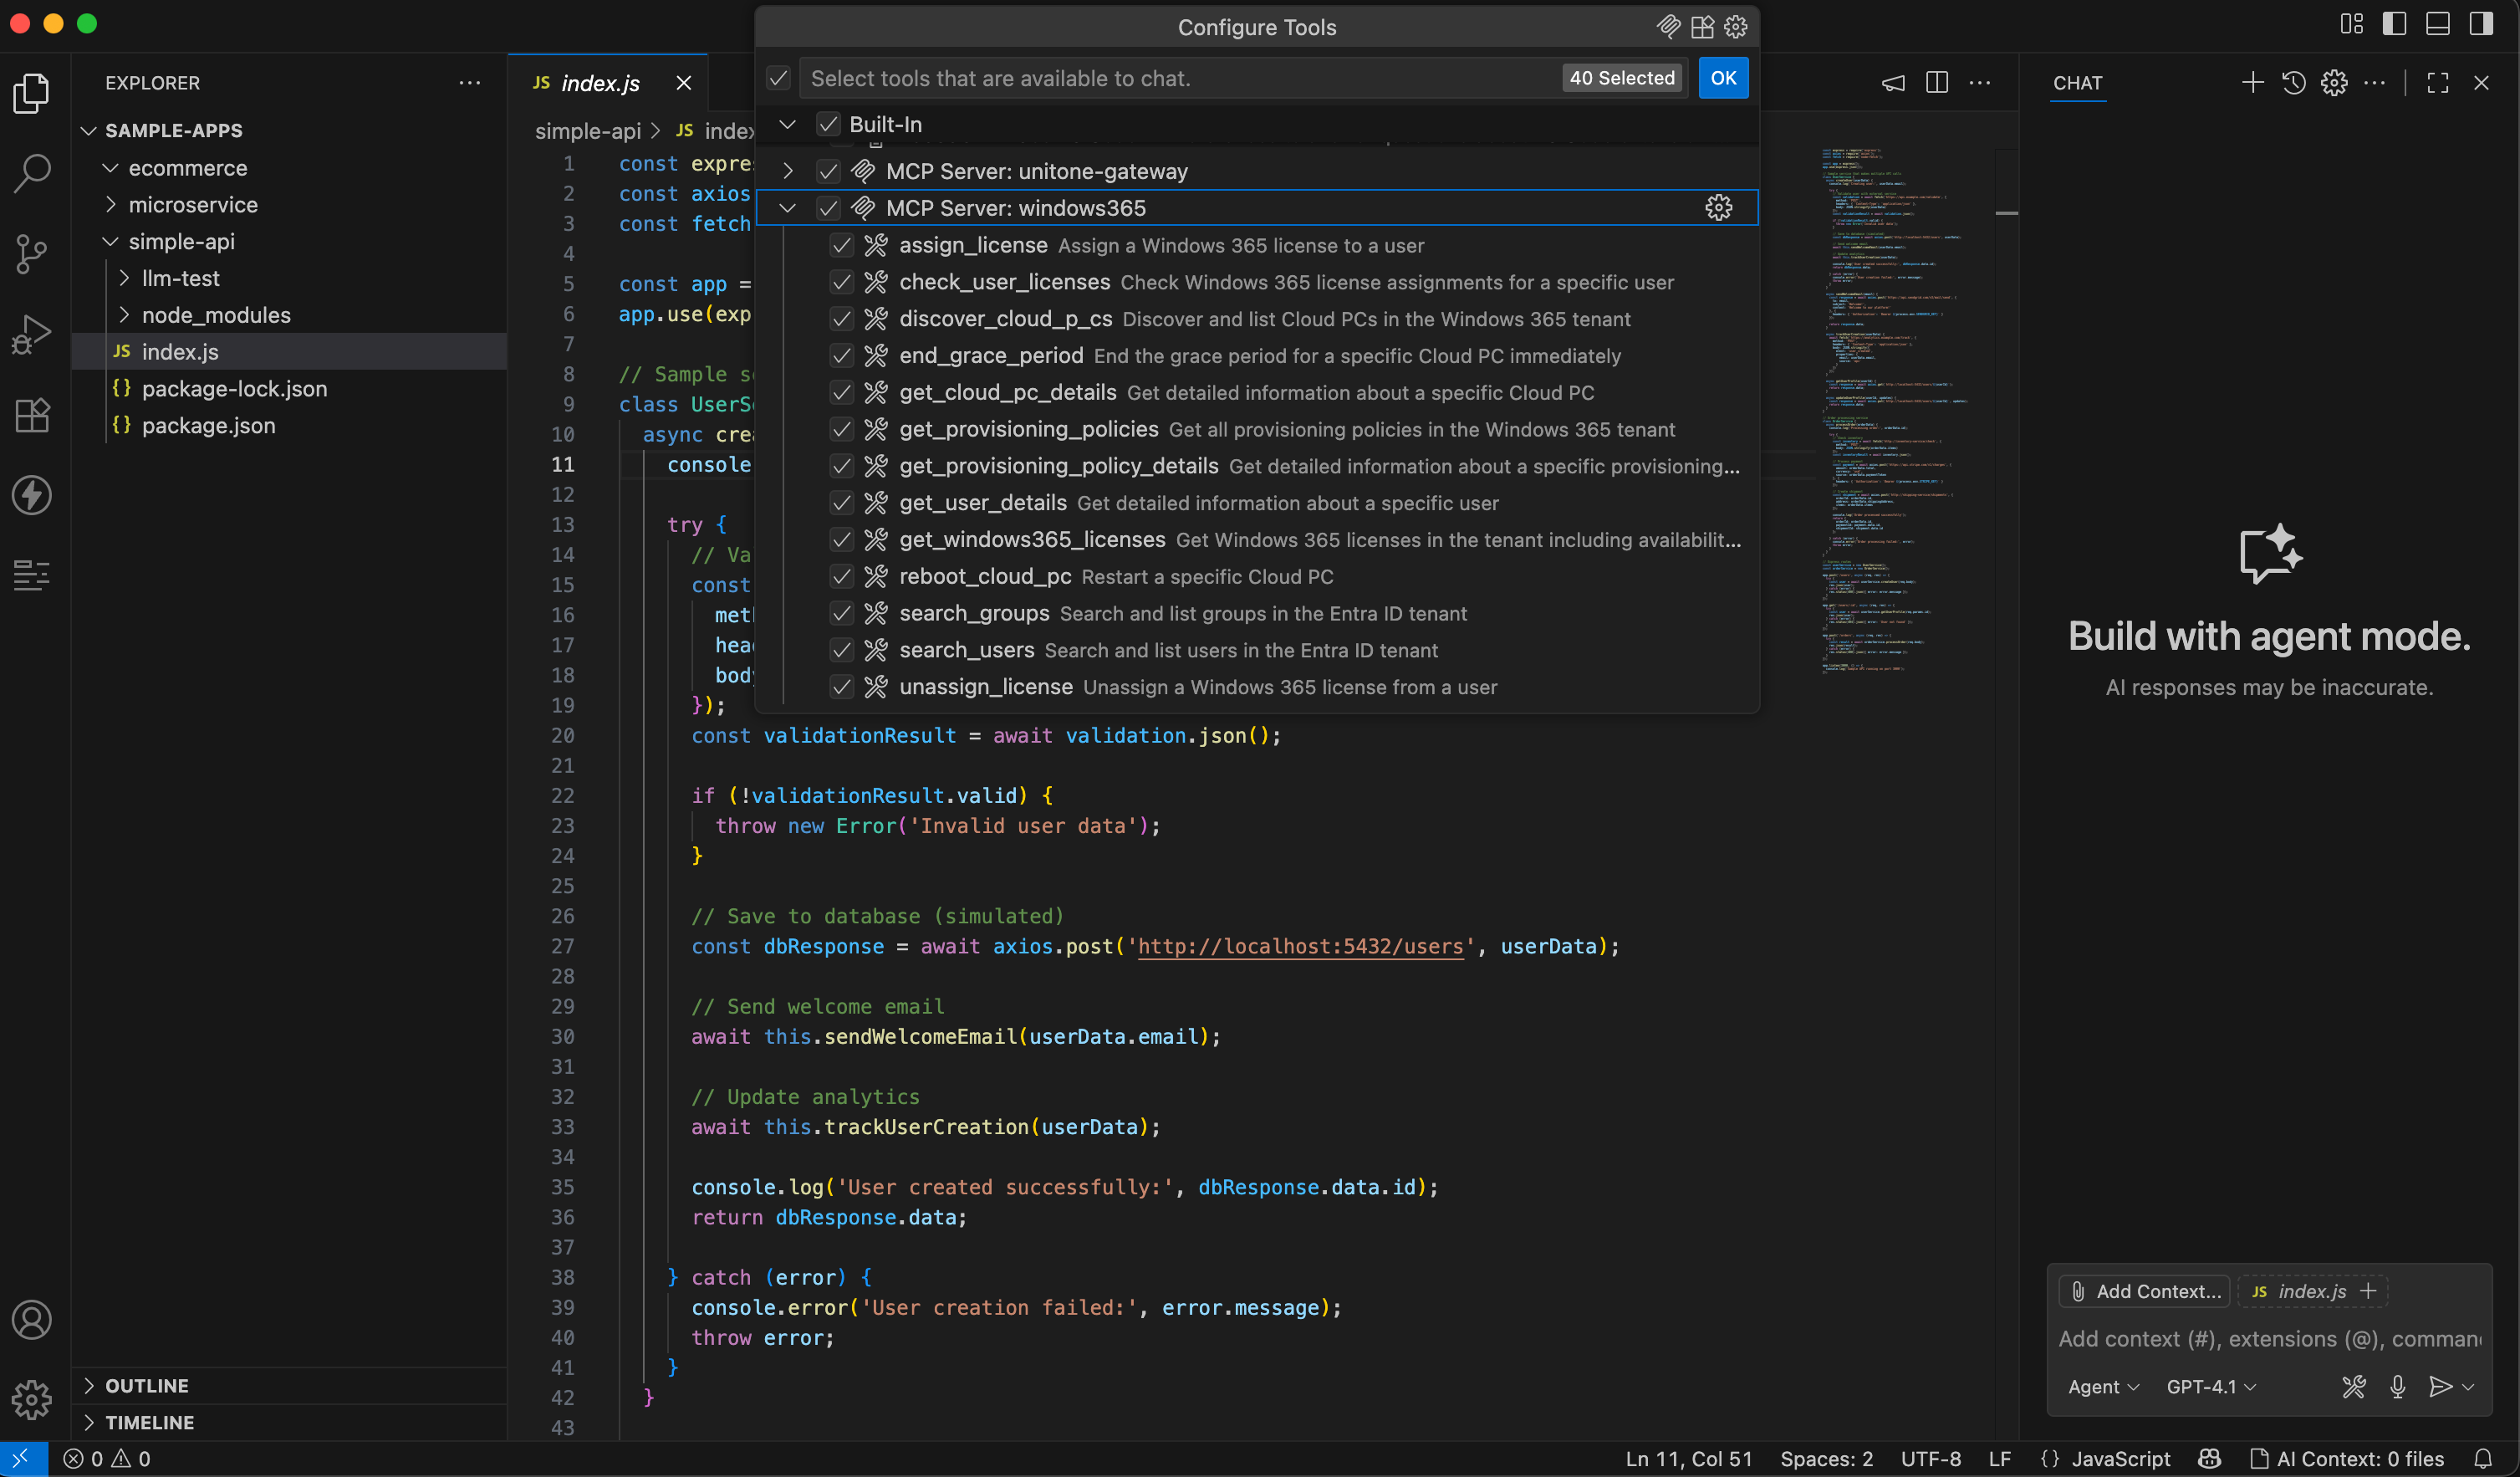 Configure Tools
Select tools that are available to chat.
40 Selected
OK
Built-In
MCP Server: unitone-gateway
MCP Server: windows365
assign_license Assign a Windows 365 license to a user
check_user_licenses Check Windows 365 license assignments for a specific user
discover_cloud_p_cs Discover and list Cloud PCs in the Windows 365 tenant
end_grace_period End the grace period for a specific Cloud PC immediately
get_cloud_pc_details Get detailed information about a specific Cloud PC
get_provisioning_policies Get all provisioning policies in the Windows 365 tenant
get_provisioning_policy_details Get detailed information about a specific provisioning...
get_user_details Get detailed information about a specific user
get_windows365_licenses Get Windows 365 licenses in the tenant including availabilit...
reboot_cloud_pc Restart a specific Cloud PC
search_groups Search and list groups in the Entra ID tenant
search_users Search and list users in the Entra ID tenant
unassign_license Unassign a Windows 365 license from a user
EXPLORER
SAMPLE-APPS
ecommerce
microservice
simple-api
llm-test
node_modules
JS index.js
{} package-lock.json
{} package.json
OUTLINE
TIMELINE
JS index.js
simple-api > JS index
1 const expre
2 const axios
3 const fetch
4
5 const app =
6 app.use(exp
7
8 // Sample s
9 class UserS
10 async crea
11 console
12
13 try {
14 // Va
15 const
16 met
17 head
18 body
19 });
20 const validationResult = await validation.json();
21
22 if (!validationResult.valid) {
23 throw new Error('Invalid user data');
24 }
25
26 // Save to database (simulated)
27 const dbResponse = await axios.post('http://localhost:5432/users', userData);
28
29 // Send welcome email
30 await this.sendWelcomeEmail(userData.email);
31
32 // Update analytics
33 await this.trackUserCreation(userData);
34
35 console.log('User created successfully:', dbResponse.data.id);
36 return dbResponse.data;
37
38 } catch (error) {
39 console.error('User creation failed:', error.message);
40 throw error;
41 }
42 }
43
CHAT
Build with agent mode.
AI responses may be inaccurate.
Add Context...
JS index.js +
Add context (#), extensions (@), comman
Agent
GPT-4.1
0 0
Ln 11, Col 51
Spaces: 2
UTF-8
LF
{} JavaScript
AI Context: 0 files